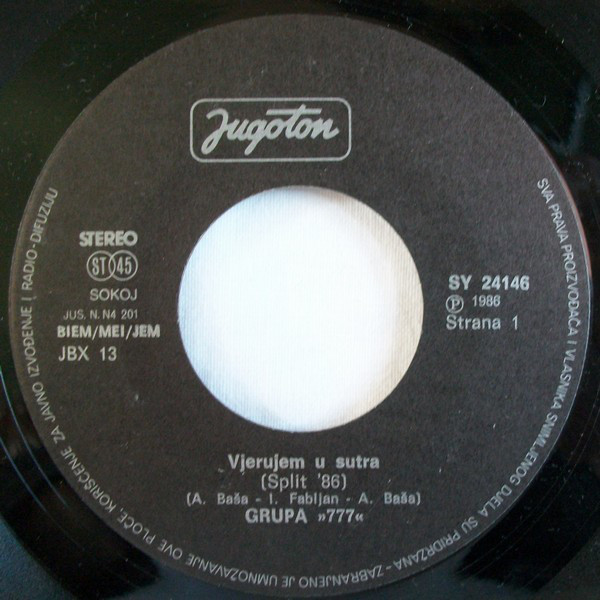 Jugoton
STEREO
ST 45
SOKOJ
JUS. N. N4 201
BIEM/MEI/JEM
JBX 13
SY 24146
Ⓟ 1986
Strana 1
Vjerujem u sutra
(Split '86)
(A. Baša - I. Fabljan - A. Baša)
GRUPA »777«
SVA PRAVA PROIZVOĐAČA I VLASNIKA SNIMLJENOG DJELA SU PRIDRŽANA - ZABRANJENO JE UMNOŽAVANJE OVE PLOČE, KORIŠĆENJE ZA JAVNO IZVOĐENJE I RADIO-DIFUZIJU